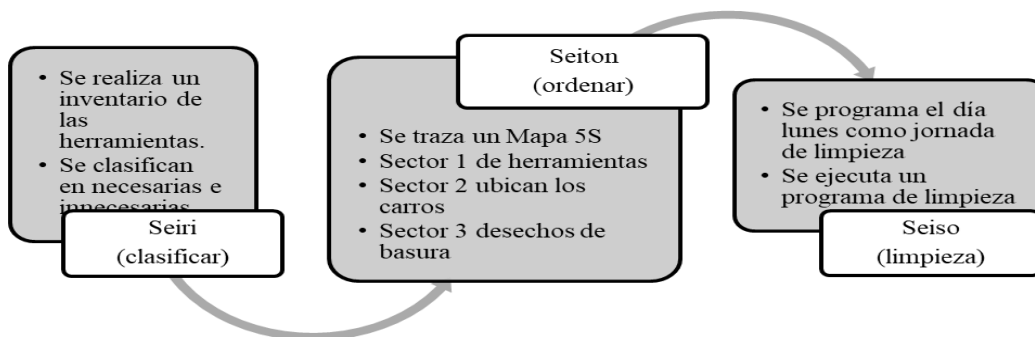 • Se realiza un
inventario de
las
herramientas.
• Se clasifican
en necesarias e
innecesarias
Seiri
(clasificar)
Seiton
(ordenar)
• Se traza un Mapa 5S
• Sector 1 de herramientas
• Sector 2 ubican los
carros
• Sector 3 desechos de
basura
• Se programa el día
lunes como jornada
de limpieza
• Se ejecuta un
programa de limpieza
Seiso
(limpieza)